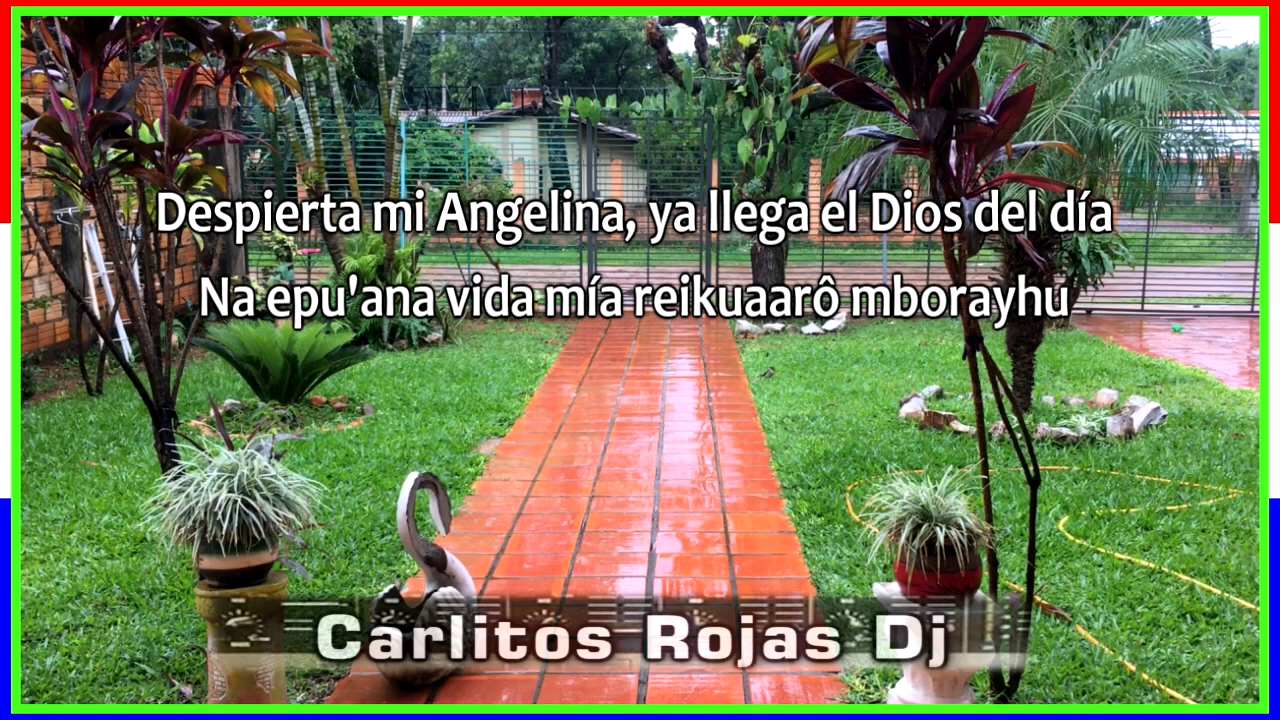 Despierta mi Angelina, ya llega el Dios del día
Na epu'ana vida mía reikuaarô mborayhu
Carlitos Rojas Dj